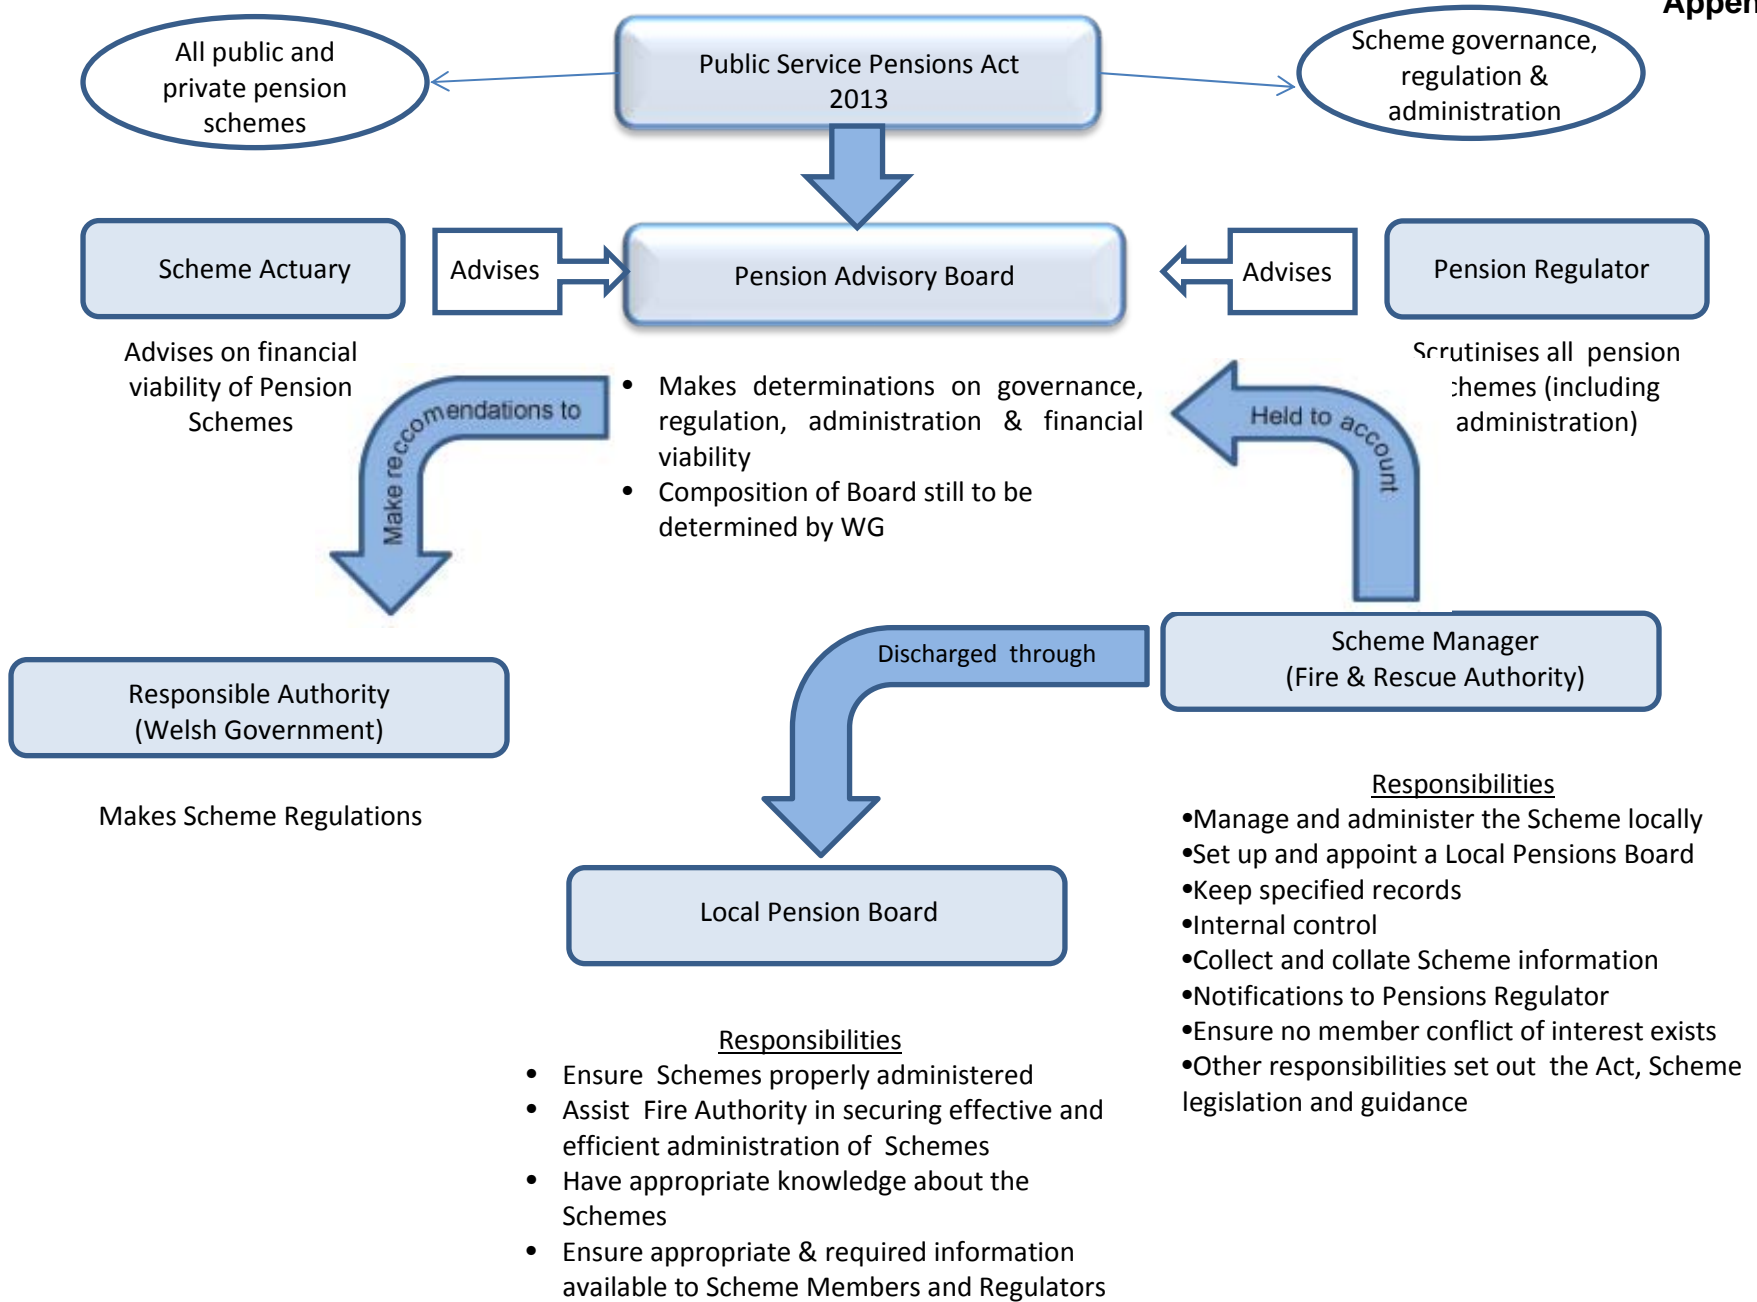 Appen
All public and
private pension
schemes
Public Service Pensions Act
2013
Scheme governance,
regulation &
administration
Scheme Actuary
Advises
Pension Advisory Board
Advises
Pension Regulator
Advises on financial
viability of Pension
Schemes
Scrutinises all pension
chemes (including
administration)
Make reccomendations to
• Makes determinations on governance,
regulation, administration & financial
viability
• Composition of Board still to be
determined by WG
Held to account
Responsible Authority
(Welsh Government)
Makes Scheme Regulations
Discharged through
Scheme Manager
(Fire & Rescue Authority)
Local Pension Board
Responsibilities
•Manage and administer the Scheme locally
•Set up and appoint a Local Pensions Board
•Keep specified records
•Internal control
•Collect and collate Scheme information
•Notifications to Pensions Regulator
•Ensure no member conflict of interest exists
•Other responsibilities set out the Act, Scheme
legislation and guidance
Responsibilities
• Ensure Schemes properly administered
• Assist Fire Authority in securing effective and
efficient administration of Schemes
• Have appropriate knowledge about the
Schemes
• Ensure appropriate & required information
available to Scheme Members and Regulators